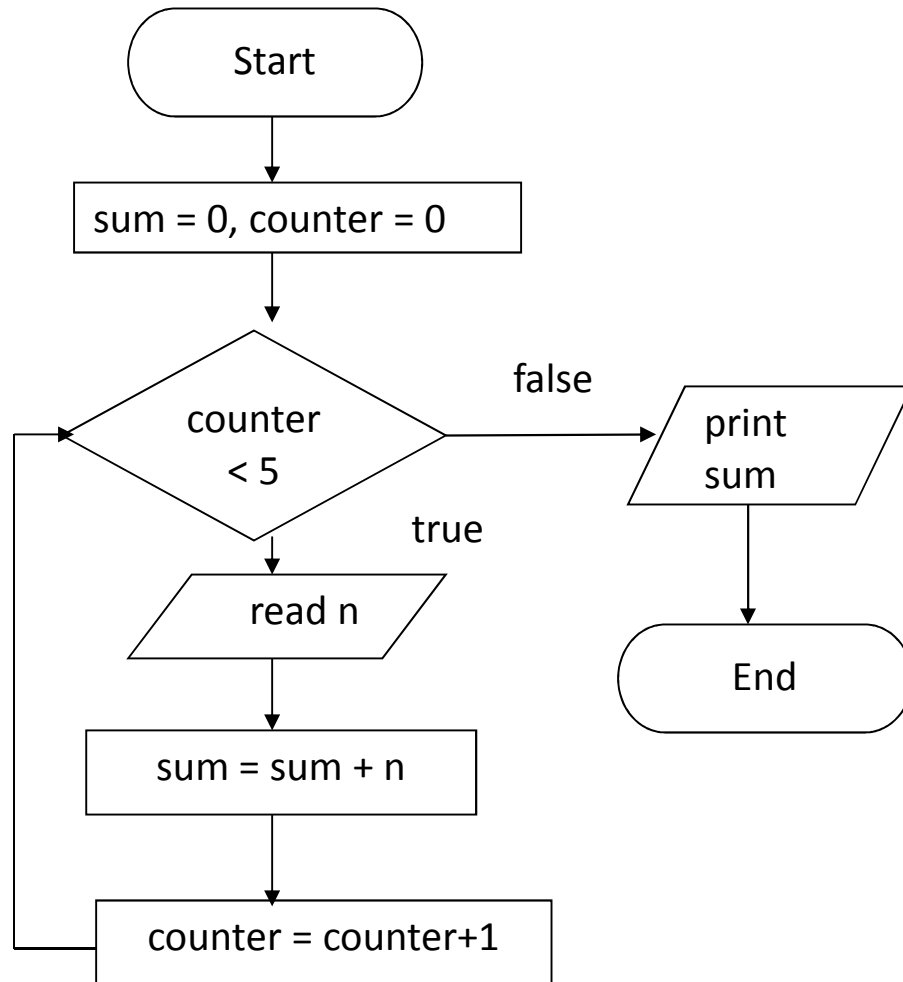 Start
sum = 0, counter = 0
counter
< 5
false
print
sum
true
read n
End
sum = sum + n
counter = counter+1